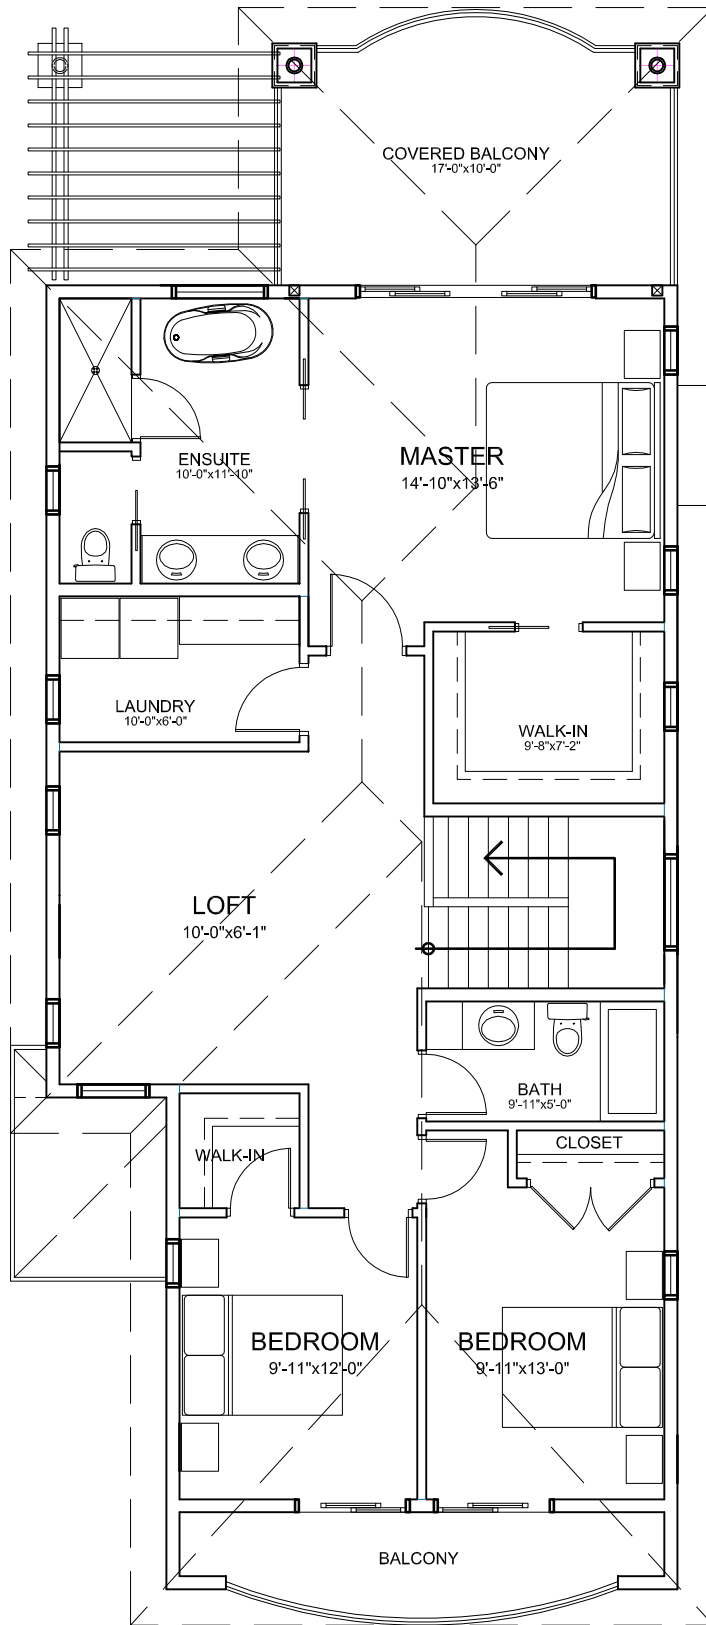 COVERED BALCONY
17'-0"x10'-0"
ENSUITE
10'-0"x11'-10"
MASTER
14'-10"x13'-6"
LAUNDRY
10'-0"x6'-0"
WALK-IN
9'-8"x7'-2"
LOFT
10'-0"x6'-1"
BATH
9'-11"x5'-0"
CLOSET
WALK-IN
BEDROOM
9'-11"x12'-0"
BEDROOM
9'-11"x13'-0"
BALCONY